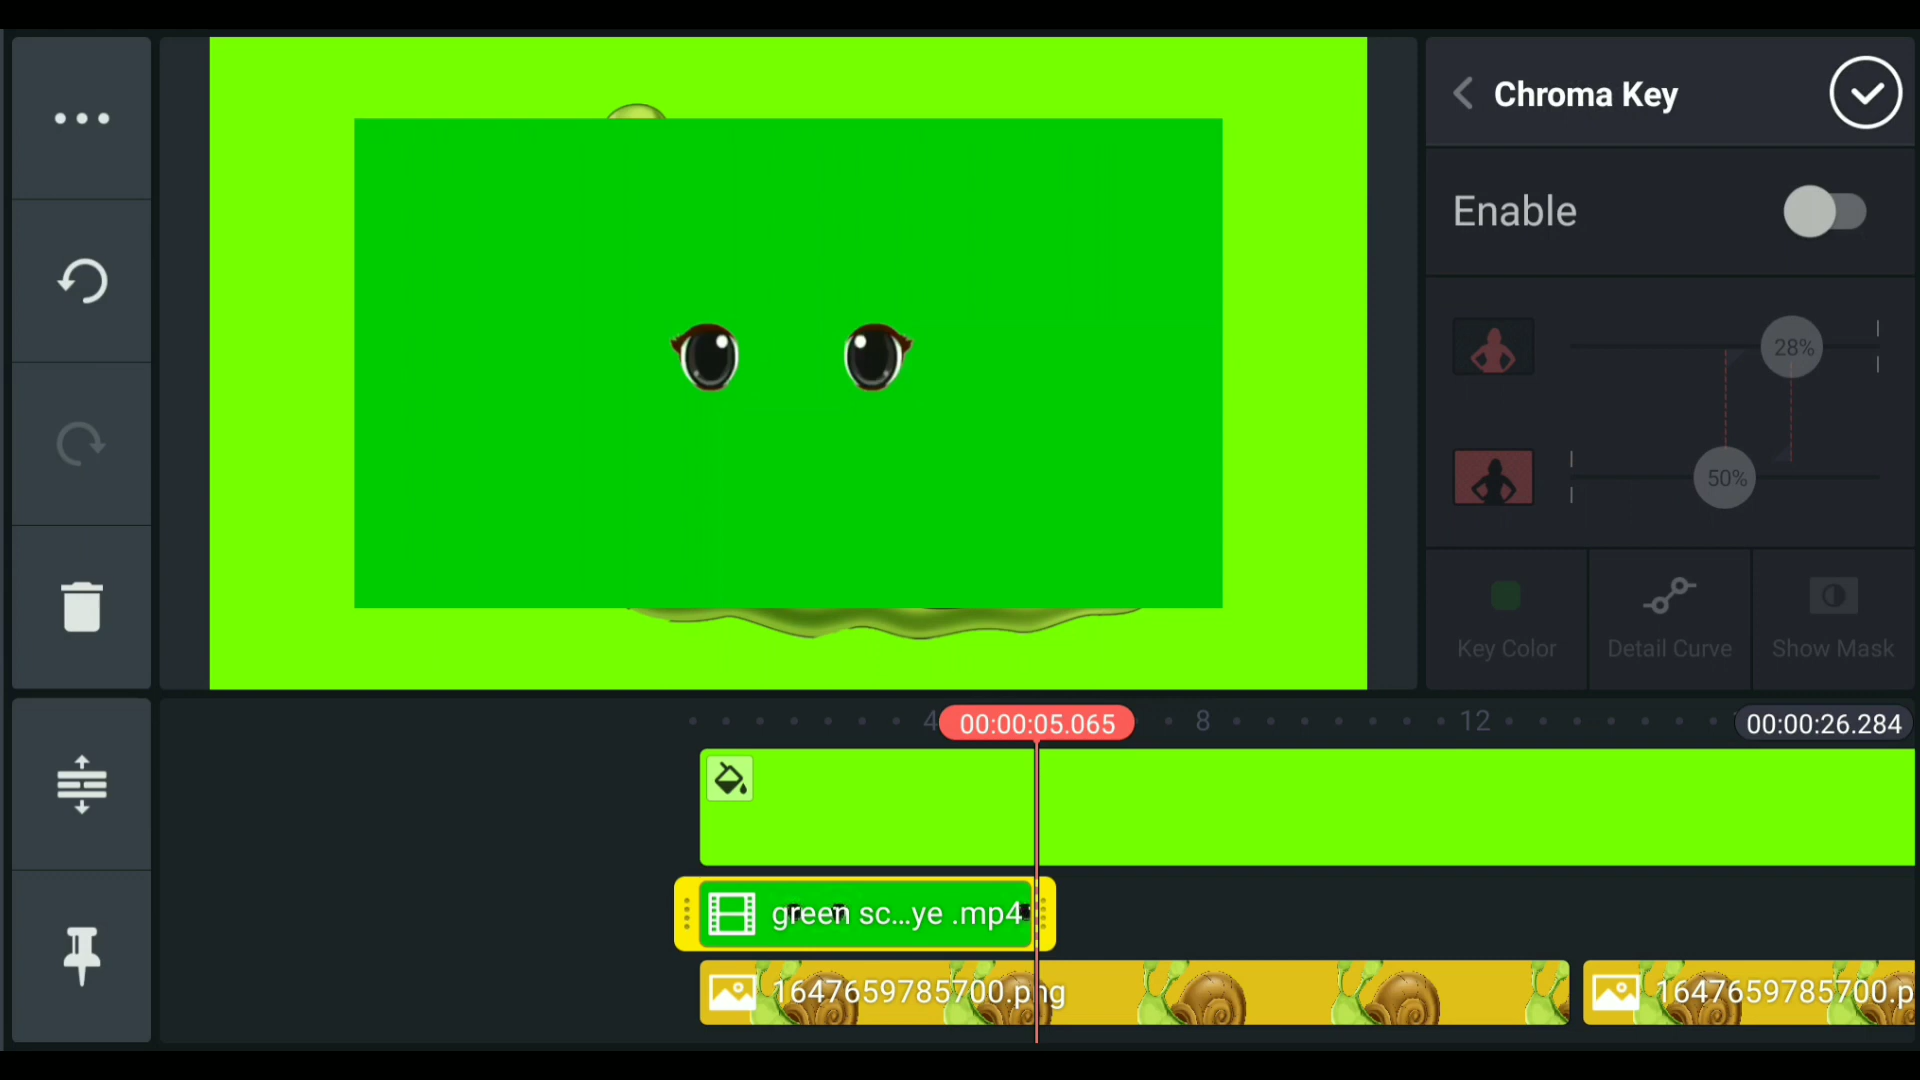 Chroma Key
Enable
28%
50%
Key Color
Detail Curve
Show Mask
4
00:00:05.065
8
12
00:00:26.284
green sc...ye .mp4
1647659785700.png
1647659785700.p